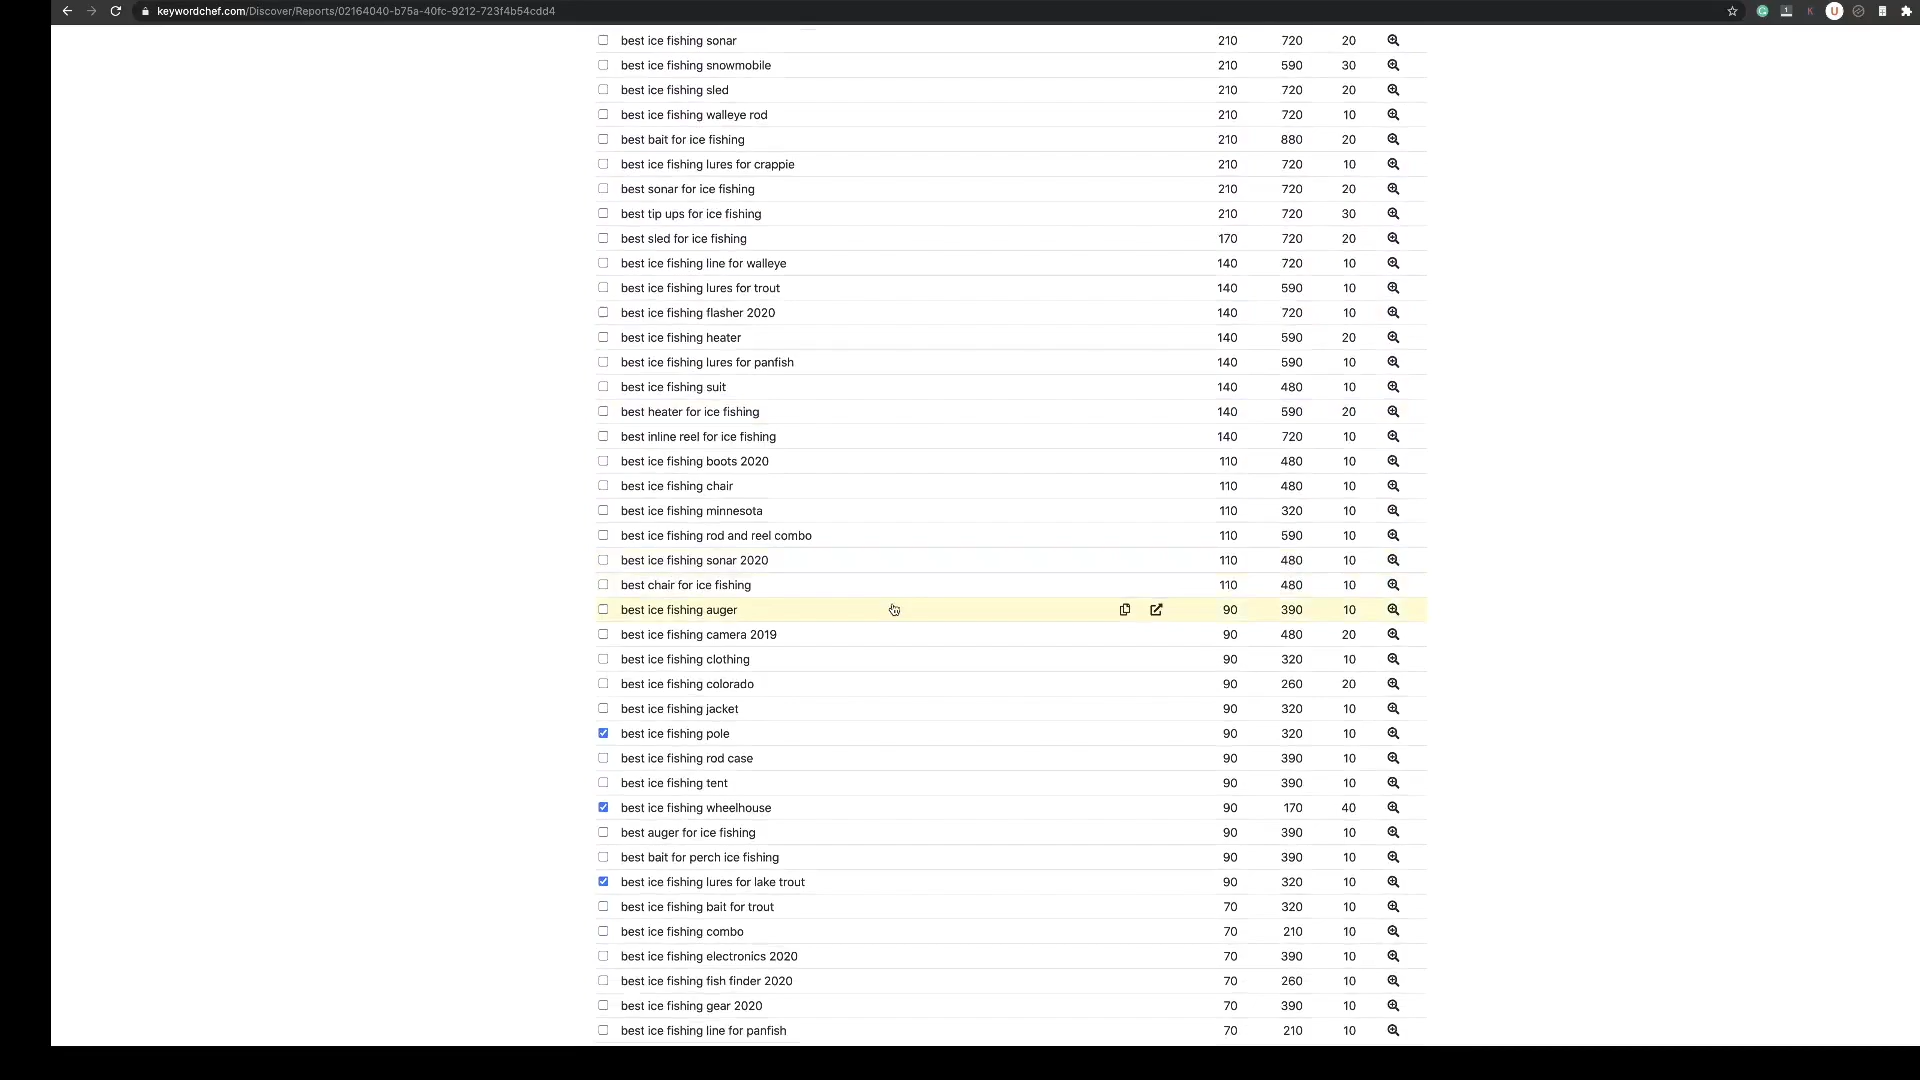 keywordchef.com/Discover/Reports/02164040-b75a-40fc-9212-723f4b54cdd4
best ice fishing sonar 210 720 20
best ice fishing snowmobile 210 590 30
best ice fishing sled 210 720 20
best ice fishing walleye rod 210 720 10
best bait for ice fishing 210 880 20
best ice fishing lures for crappie 210 720 10
best sonar for ice fishing 210 720 20
best tip ups for ice fishing 210 720 30
best sled for ice fishing 170 720 20
best ice fishing line for walleye 140 720 10
best ice fishing lures for trout 140 590 10
best ice fishing flasher 2020 140 720 10
best ice fishing heater 140 590 20
best ice fishing lures for panfish 140 590 10
best ice fishing suit 140 480 10
best heater for ice fishing 140 590 20
best inline reel for ice fishing 140 720 10
best ice fishing boots 2020 110 480 10
best ice fishing chair 110 480 10
best ice fishing minnesota 110 320 10
best ice fishing rod and reel combo 110 590 10
best ice fishing sonar 2020 110 480 10
best chair for ice fishing 110 480 10
best ice fishing auger 90 390 10
best ice fishing camera 2019 90 480 20
best ice fishing clothing 90 320 10
best ice fishing colorado 90 260 20
best ice fishing jacket 90 320 10
best ice fishing pole 90 320 10
best ice fishing rod case 90 390 10
best ice fishing tent 90 390 10
best ice fishing wheelhouse 90 170 40
best auger for ice fishing 90 390 10
best bait for perch ice fishing 90 390 10
best ice fishing lures for lake trout 90 320 10
best ice fishing bait for trout 70 320 10
best ice fishing combo 70 210 10
best ice fishing electronics 2020 70 390 10
best ice fishing fish finder 2020 70 260 10
best ice fishing gear 2020 70 390 10
best ice fishing line for panfish 70 210 10